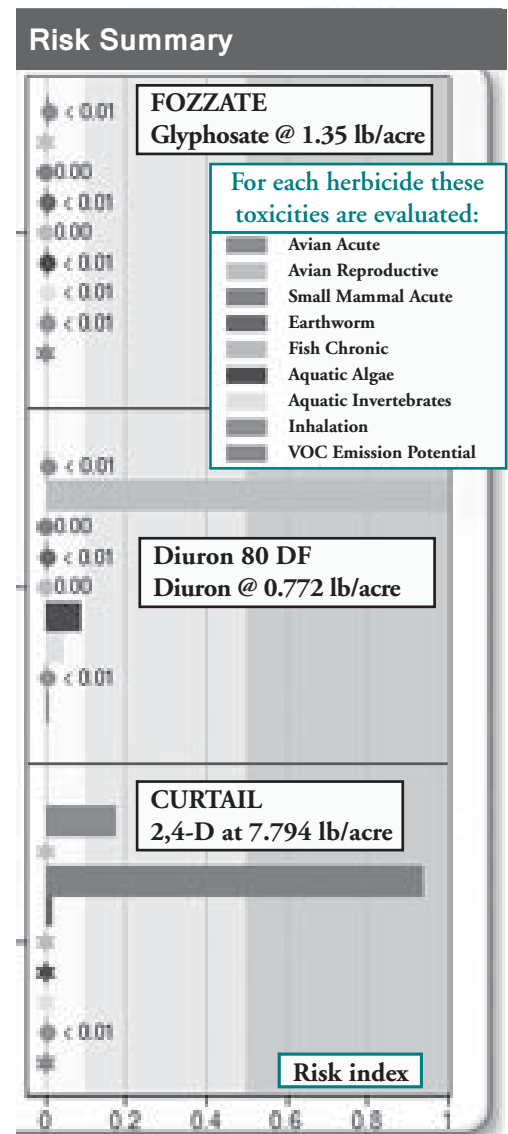 Risk Summary
FOZZATE
Glyphosate @ 1.35 lb/acre
< 0.01
0.00
< 0.01
0.00
< 0.01
< 0.01
< 0.01
For each herbicide these
toxicities are evaluated:
Avian Acute
Avian Reproductive
Small Mammal Acute
Earthworm
Fish Chronic
Aquatic Algae
Aquatic Invertebrates
Inhalation
VOC Emission Potential
< 0.01
0.00
< 0.01
0.00
Diuron 80 DF
Diuron @ 0.772 lb/acre
< 0.01
CURTAIL
2,4-D at 7.794 lb/acre
< 0.01
Risk index
0 0.2 0.4 0.6 0.8 1